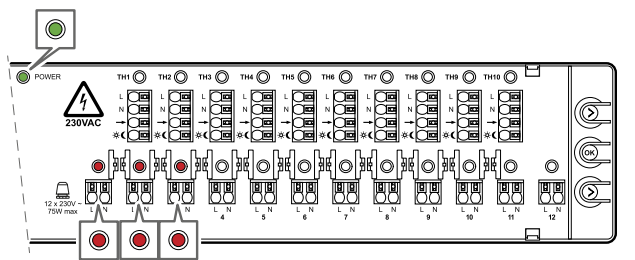 POWER TH1 TH2 TH3 TH4 TH5 TH6 TH7 TH8 TH9 TH10
L L L L L L L L L L
N N N N N N N N N N
230VAC
OK
12 x 230V ~
75W max
L N L N L N L N L N L N L N L N L N L N L N L N
4 5 6 7 8 9 10 11 12